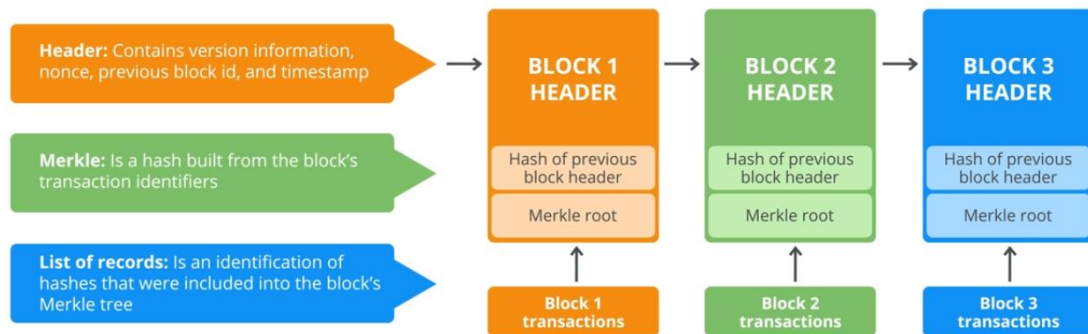 Header: Contains version information,
nonce, previous block id, and timestamp
Merkle: Is a hash built from the block's
transaction identifiers
List of records: Is an identification of
hashes that were included into the block's
Merkle tree
BLOCK 1
HEADER
Hash of previous
block header
Merkle root
Block 1
transactions
BLOCK 2
HEADER
Hash of previous
block header
Merkle root
Block 2
transactions
BLOCK 3
HEADER
Hash of previous
block header
Merkle root
Block 3
transactions